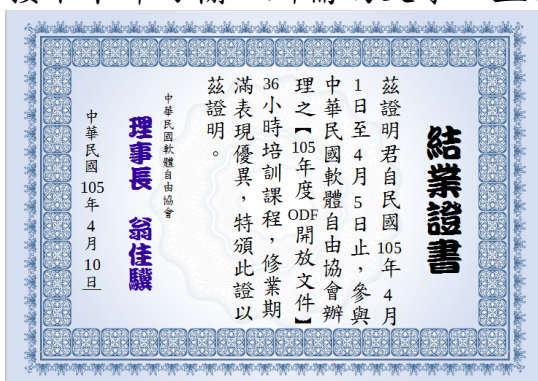 結業證書
茲證明君自民國105年4月
1日至4月5日止，參與
中華民國軟體自由協會辦
理之【105年度ODF開放文件】
36小時培訓課程，修業期
滿表現優異，特頒此證以
茲證明。
中華民國軟體自由協會
理事長 翁佳驥
中華民國105年4月10日